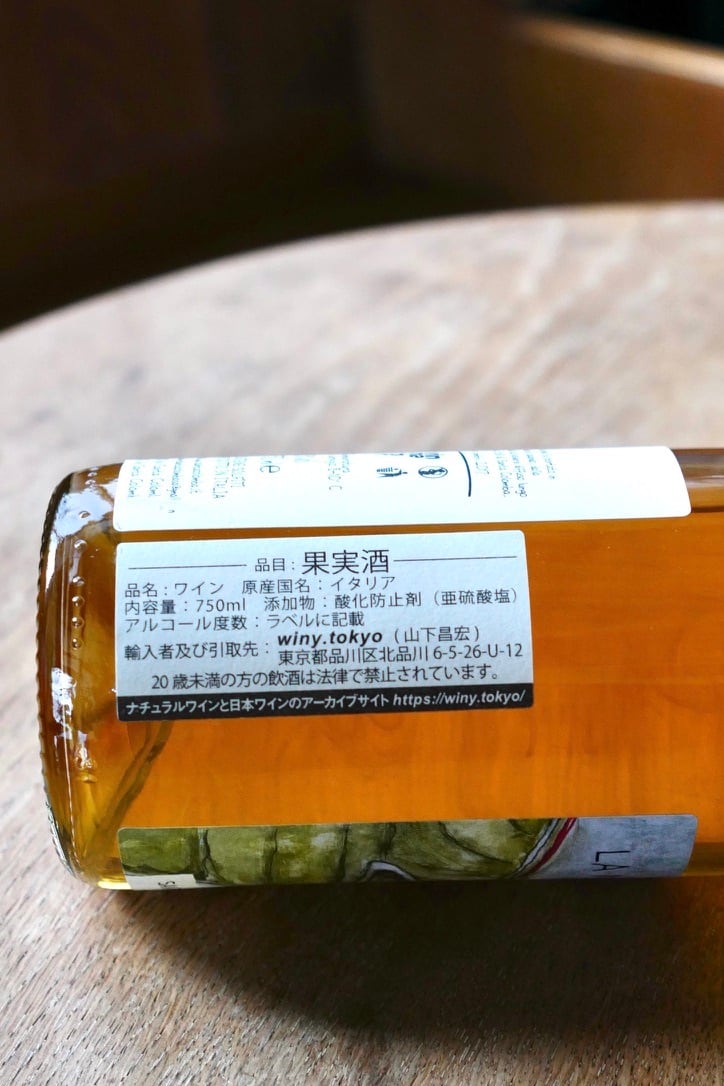 品目：果実酒
品名：ワイン　原産国名：イタリア
内容量：750ml　添加物：酸化防止剤（亜硫酸塩）
アルコール度数：ラベルに記載
輸入者及び引取先：winy.tokyo（山下昌宏）
東京都品川区北品川 6-5-26-U-12
20歳未満の方の飲酒は法律で禁止されています。
ナチュラルワインと日本ワインのアーカイブサイト https://winy.tokyo/
LA